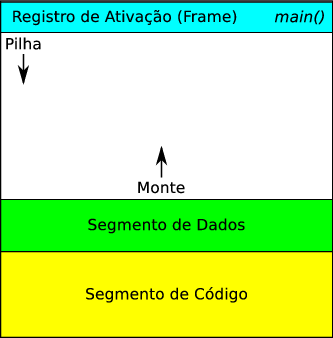 Registro de Ativação (Frame) main()
Pilha
Monte
Segmento de Dados
Segmento de Código